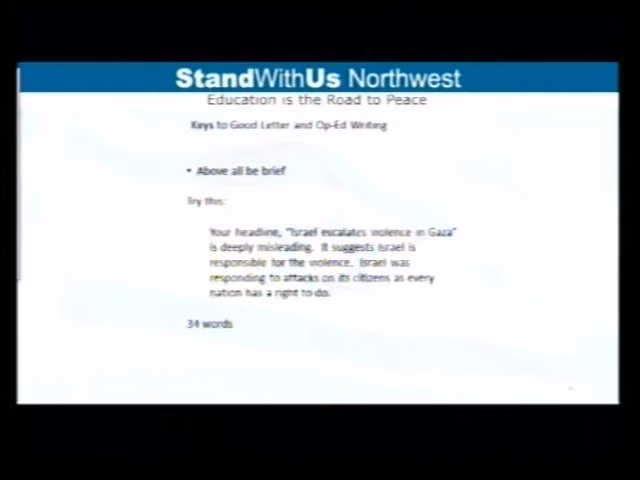 StandWithUs Northwest
Education is the Road to Peace
Keys to Good Letter and Op-Ed Writing
• Above all be brief
Try this:
Your headline, "Israel escalates violence in Gaza"
is deeply misleading. It suggests Israel is
responsible for the violence. Israel was
responding to attacks on its citizens as every
nation has a right to do.
34 words